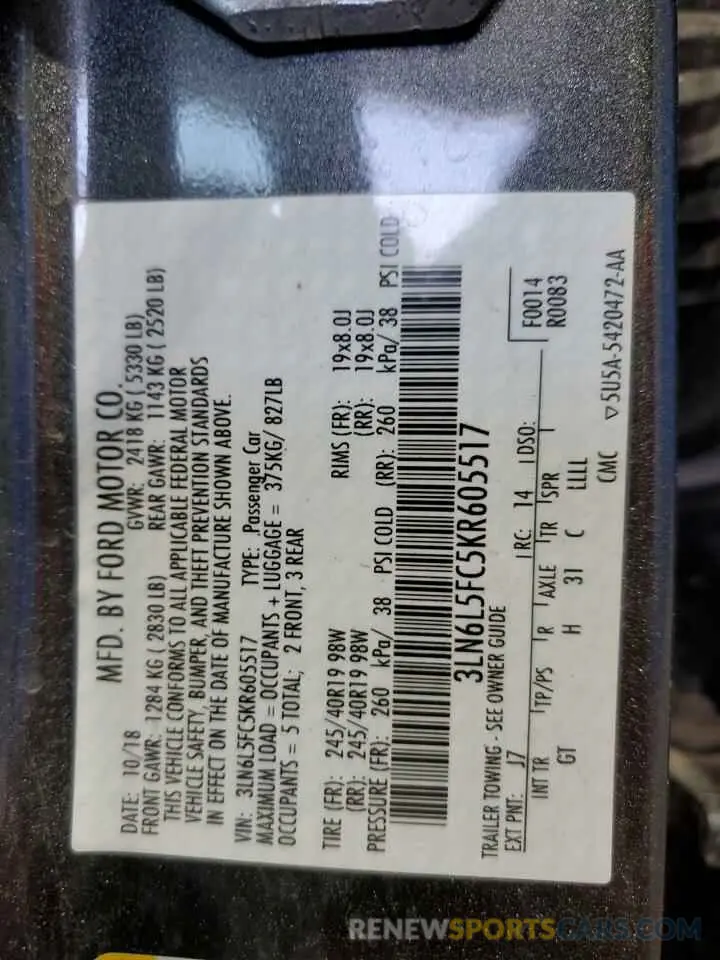 MFD. BY FORD MOTOR CO.
DATE: 10/18 GVWR: 2418 KG ( 5330 LB)
FRONT GAWR: 1284 KG ( 2830 LB) REAR GAWR: 1143 KG ( 2520 LB)
THIS VEHICLE CONFORMS TO ALL APPLICABLE FEDERAL MOTOR
VEHICLE SAFETY, BUMPER, AND THEFT PREVENTION STANDARDS
IN EFFECT ON THE DATE OF MANUFACTURE SHOWN ABOVE.
VIN: 3LN6L5FC5KR605517 TYPE: Passenger Car
MAXIMUM LOAD = OCCUPANTS + LUGGAGE = 375KG/ 827LB
OCCUPANTS = 5 TOTAL; 2 FRONT, 3 REAR
TIRE (FR): 245/40R19 98W RIMS (FR): 19x8.0J
(RR): 245/40R19 98W (RR): 19x8.0J
PRESSURE (FR): 260 kPa/ 38 PSI COLD (RR): 260 kPa/ 38 PSI COLD
3LN6L5FC5KR605517
TRAILER TOWING - SEE OWNER GUIDE
EXT PNT: J7 RC: 14 DSO: F0014
R0083
INT TR TP/PS R AXLE TR SPR
GT H 31 C LLLL
CMC ▽5U5A-5420472-AA
RENEWSPORTSCARS.COM